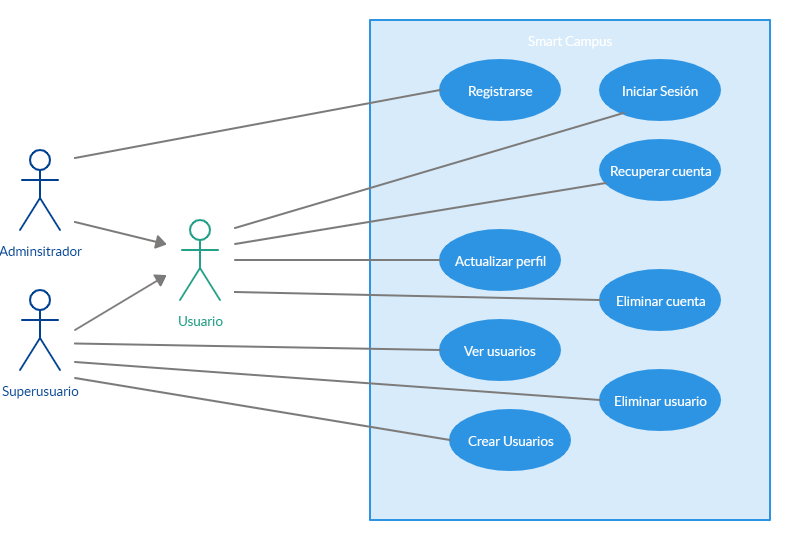 Smart Campus
Registrarse
Iniciar Sesión
Recuperar cuenta
Adminsitrador
Actualizar perfil
Eliminar cuenta
Usuario
Ver usuarios
Superusuario
Eliminar usuario
Crear Usuarios